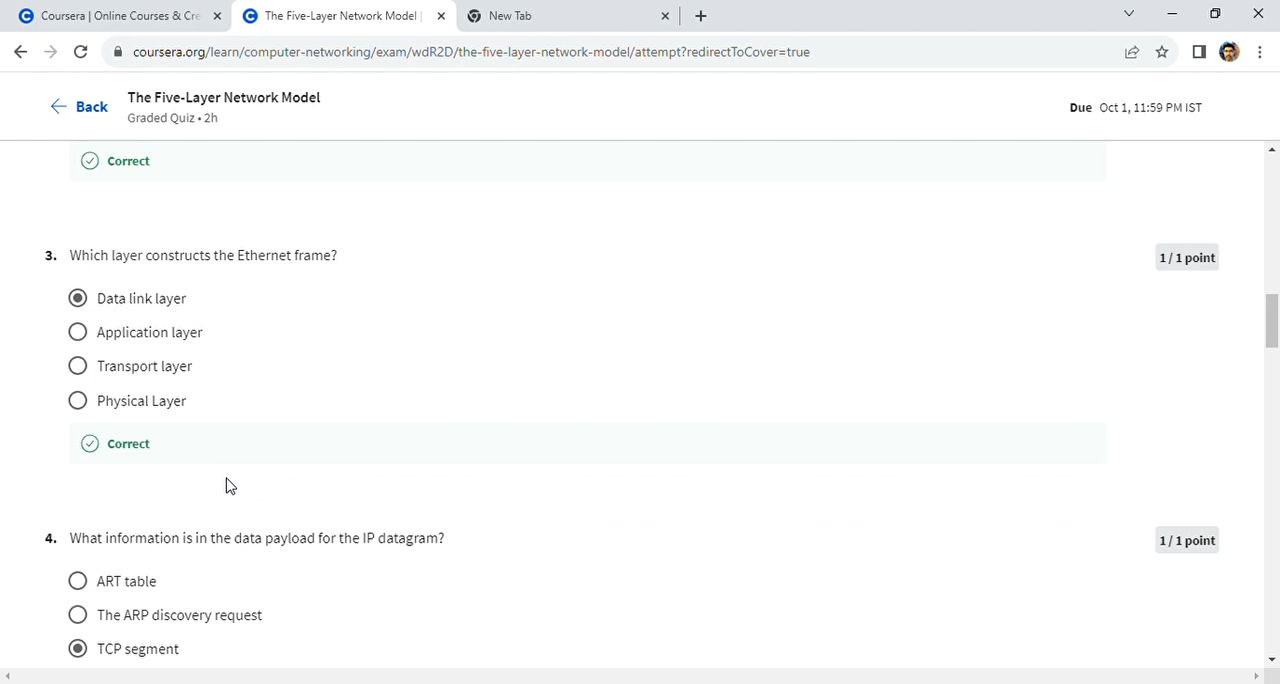 Coursera | Online Courses & Cre
The Five-Layer Network Model |
New Tab
coursera.org/learn/computer-networking/exam/wdR2D/the-five-layer-network-model/attempt?redirectToCover=true
Back
The Five-Layer Network Model
Graded Quiz • 2h
Due Oct 1, 11:59 PM IST
Correct
3. Which layer constructs the Ethernet frame?
1 / 1 point
Data link layer
Application layer
Transport layer
Physical Layer
Correct
4. What information is in the data payload for the IP datagram?
1 / 1 point
ART table
The ARP discovery request
TCP segment